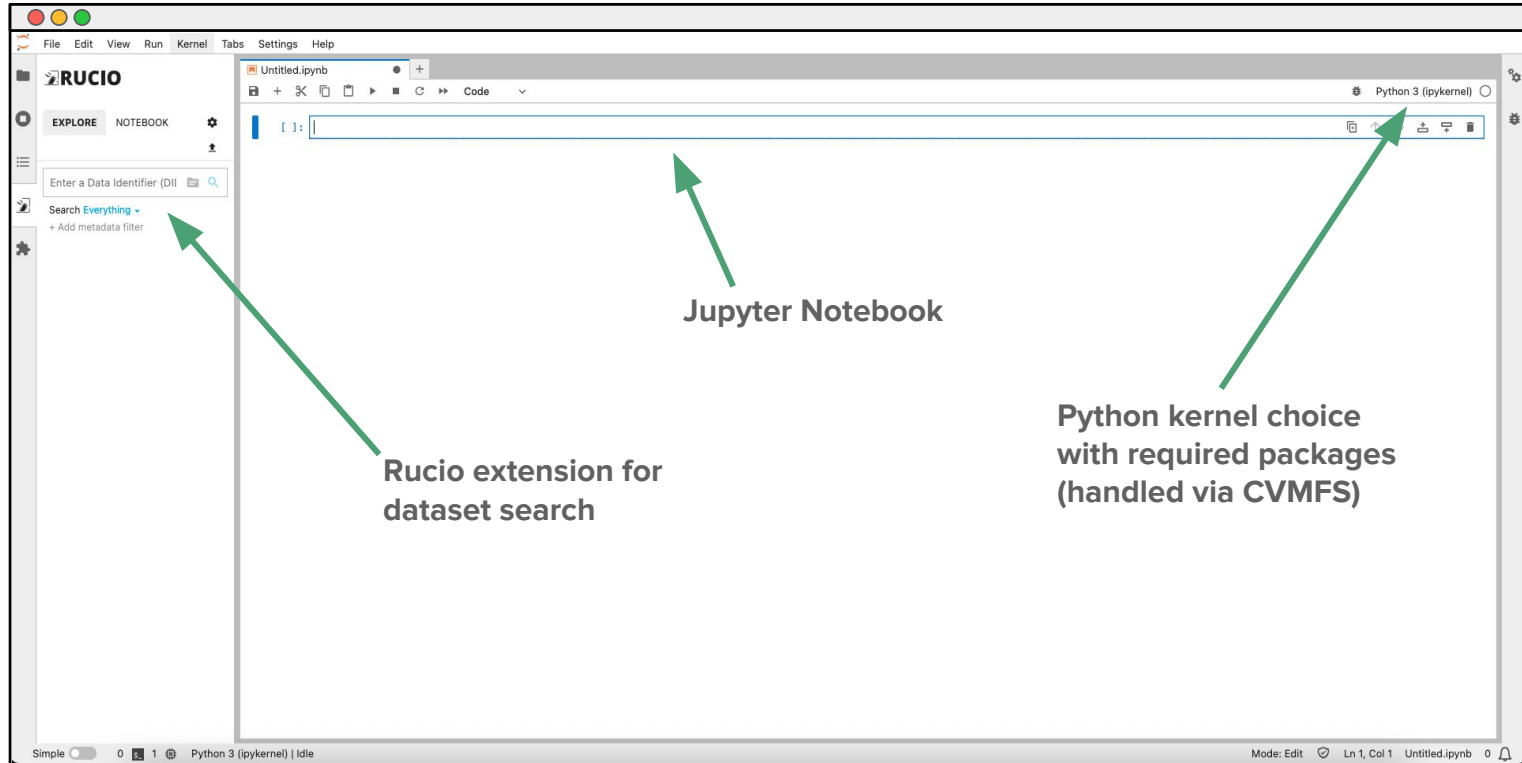 File Edit View Run Kernel Tabs Settings Help
RUCIO
EXPLORE NOTEBOOK
Enter a Data Identifier (DI
Search Everything
+ Add metadata filter
Untitled.ipynb
Code
Python 3 (ipykernel)
[ ]:
Jupyter Notebook
Python kernel choice
with required packages
(handled via CVMFS)
Rucio extension for
dataset search
Simple 0 1 Python 3 (ipykernel) | Idle
Mode: Edit Ln 1, Col 1 Untitled.ipynb 0